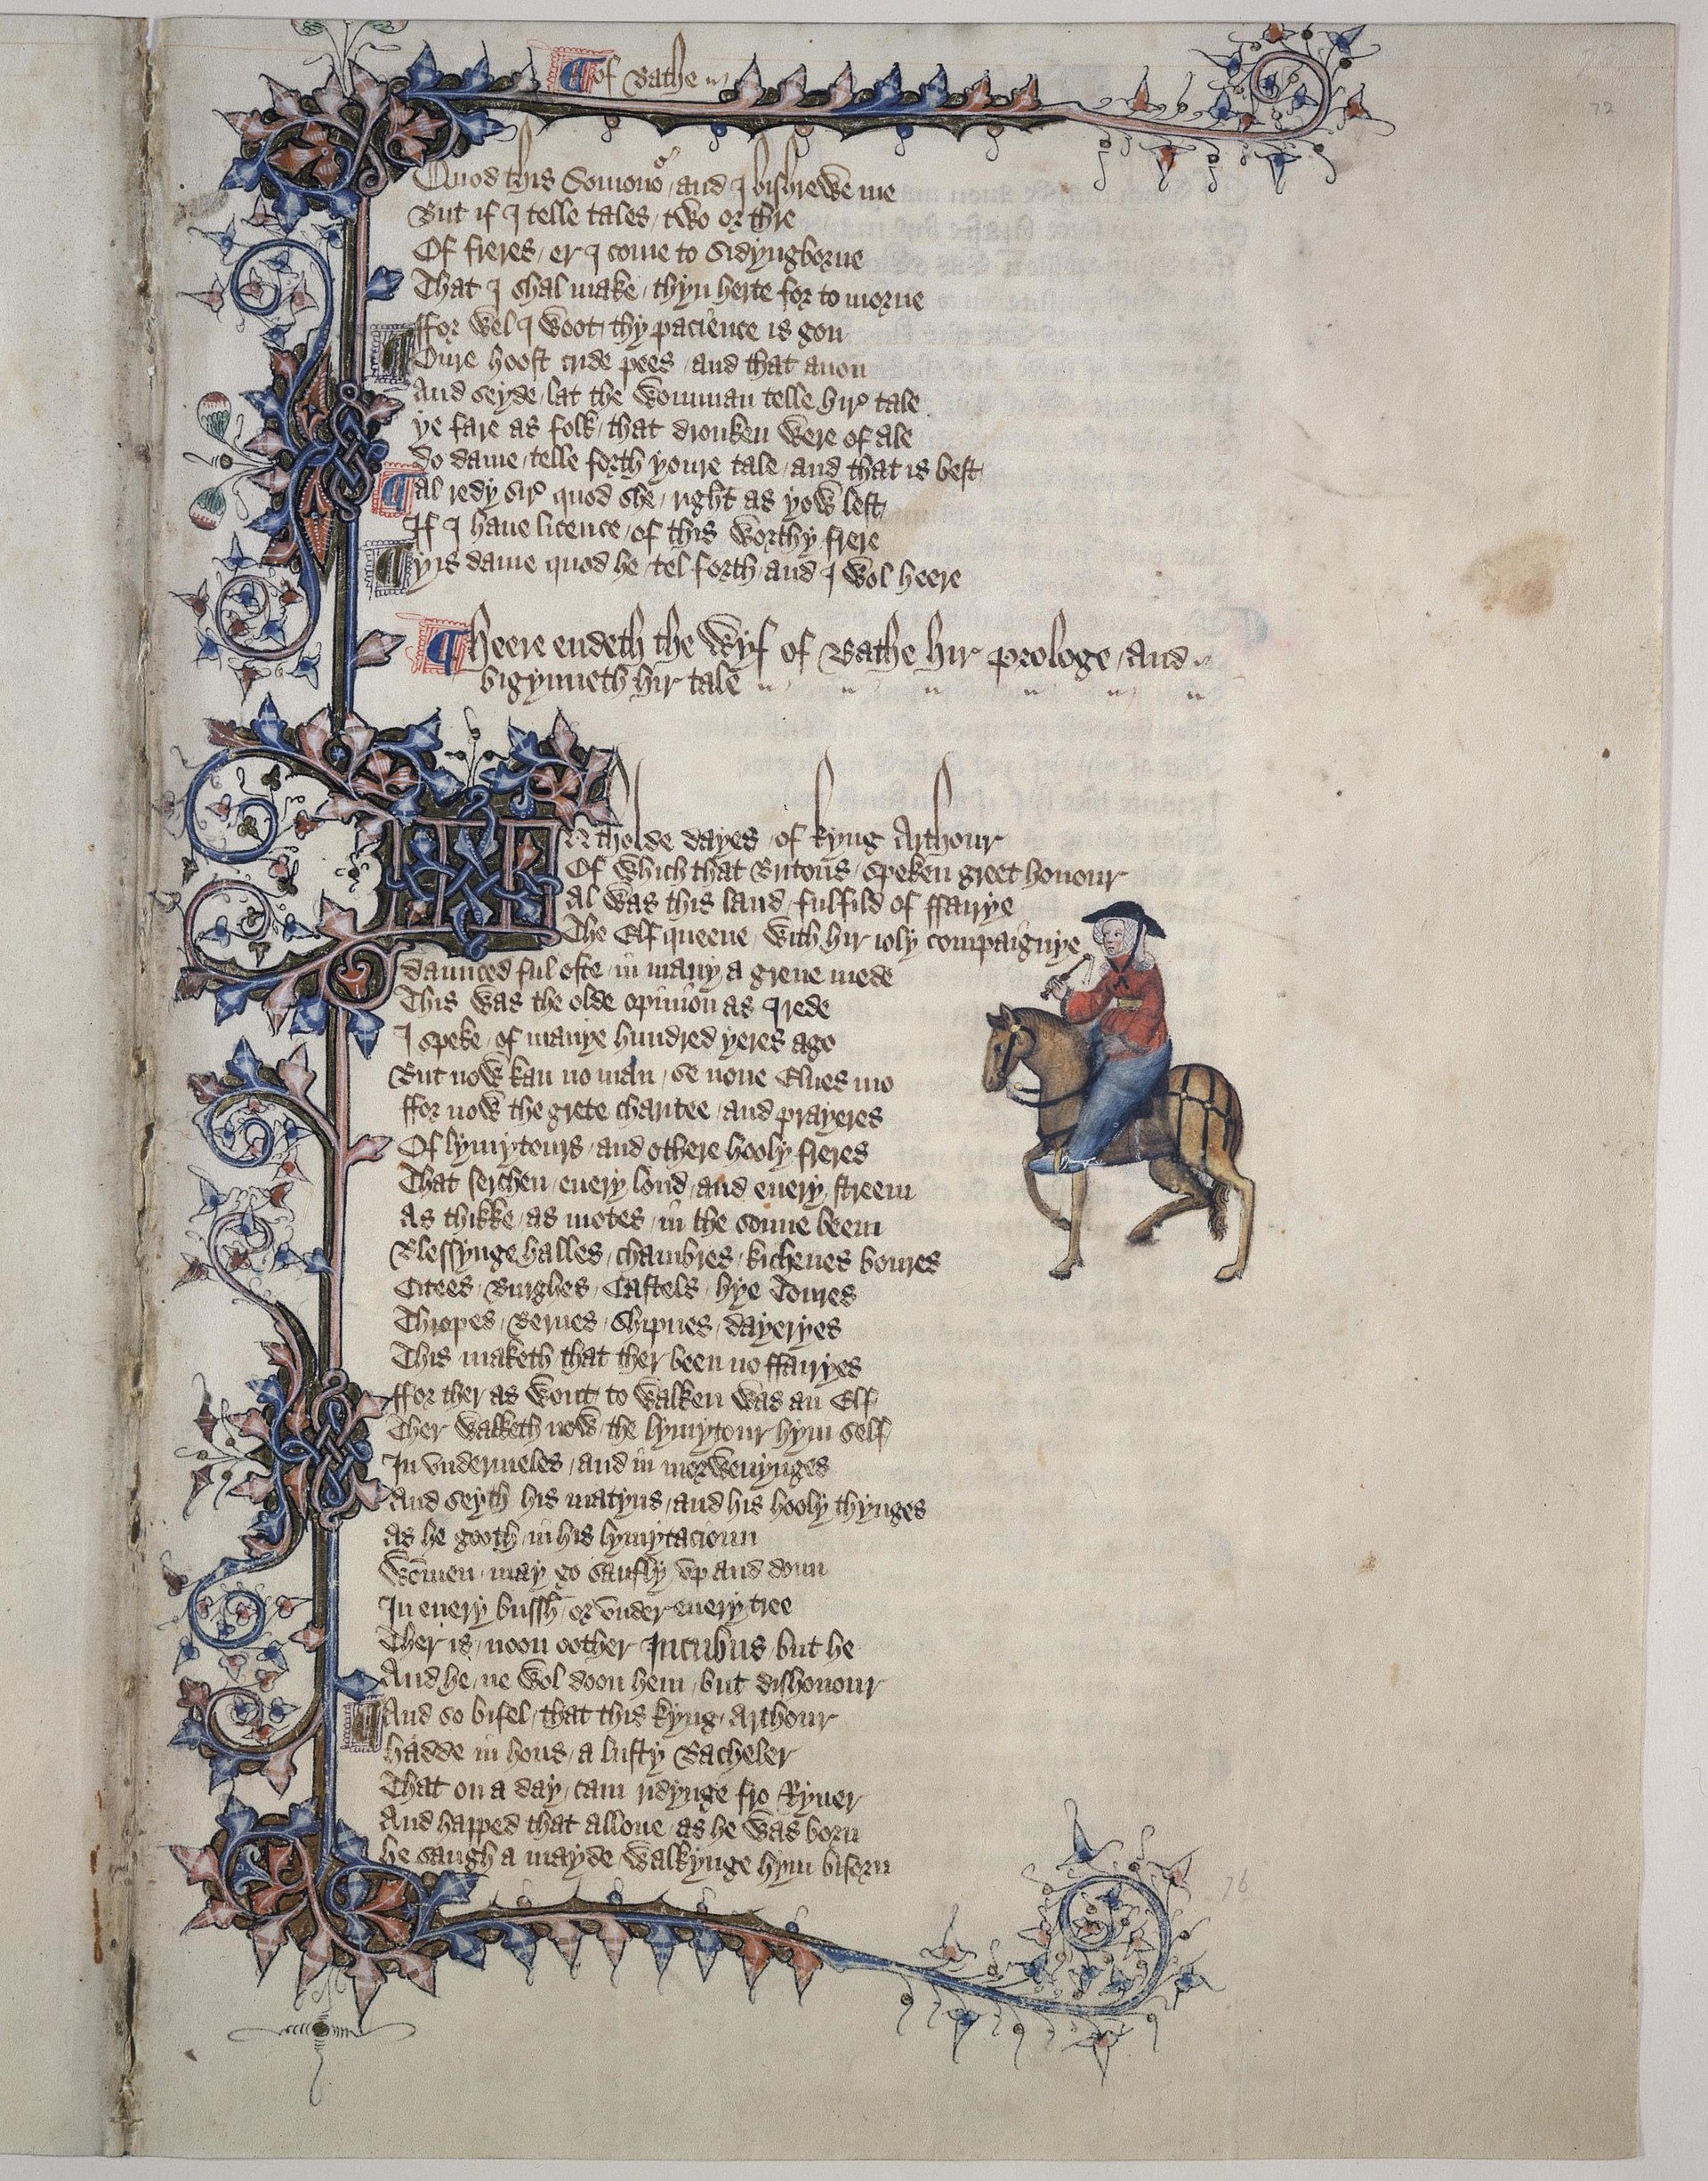 of Bathe
72
Quod this Somonor / and I bishrewe me
But if I telle tales / two or thre
Of freres / er I come to Sidyngborne
That I shal make / thyn herte for to morne
ffor wel I woot / thy pacience is gon
Oure hoost cride pees / and that anon
And seyde / lat the womman telle hir tale
ye fare as folk / that dronken were of ale
do dame / telle forth youre tale / and that is best
Al redy sir quod she / right as yow lest
If I haue licence / of this worthy frere
yis dame quod he / tel forth and I wol heere
heere endeth the Wyf of Bathe hir prologe / and
bigynneth hir tale
IN tholde dayes / of kyng Arthour
Of which that Britons / speken greet honour
Al was this land / fulfild of ffairye
The Elf queene / with hir ioly compaignye
daunced ful ofte / in many a grene mede
This was the olde opinion as I rede
I speke / of manye hundred yeres ago
But now kan no man / se none Elues mo
ffor now the grete charitee / and prayeres
Of lymytours / and othere hooly freres
That serchen / euery lond / and euery streem
As thikke / as motes / in the sonne beem
Blessynge halles / chambres / kichenes boures
Citees / Burghes / Castels / hye Toures
Thropes / Bernes / Shipnes / dayeryes
This maketh that ther been no ffairyes
ffor ther as wont to walken was an Elf
Ther walketh now / the lymytour hym self
In vndermeles / and in morwenynges
And seyth his matyns / and his hooly thynges
As he gooth / in his lymytacioun
Wommen / may go saufly vp and doun
In euery bussh / or vnder euery tree
Ther is / noon oother Incubus / but he
And he / ne wol doon hem / but dishonour
And so bifel / that this kyng / Arthour
hadde in hous / a lusty Bacheler
That on a day / cam ridynge fro Ryuer
And happed that allone / as he was born
he saugh a mayde / walkynge hym biforn
76